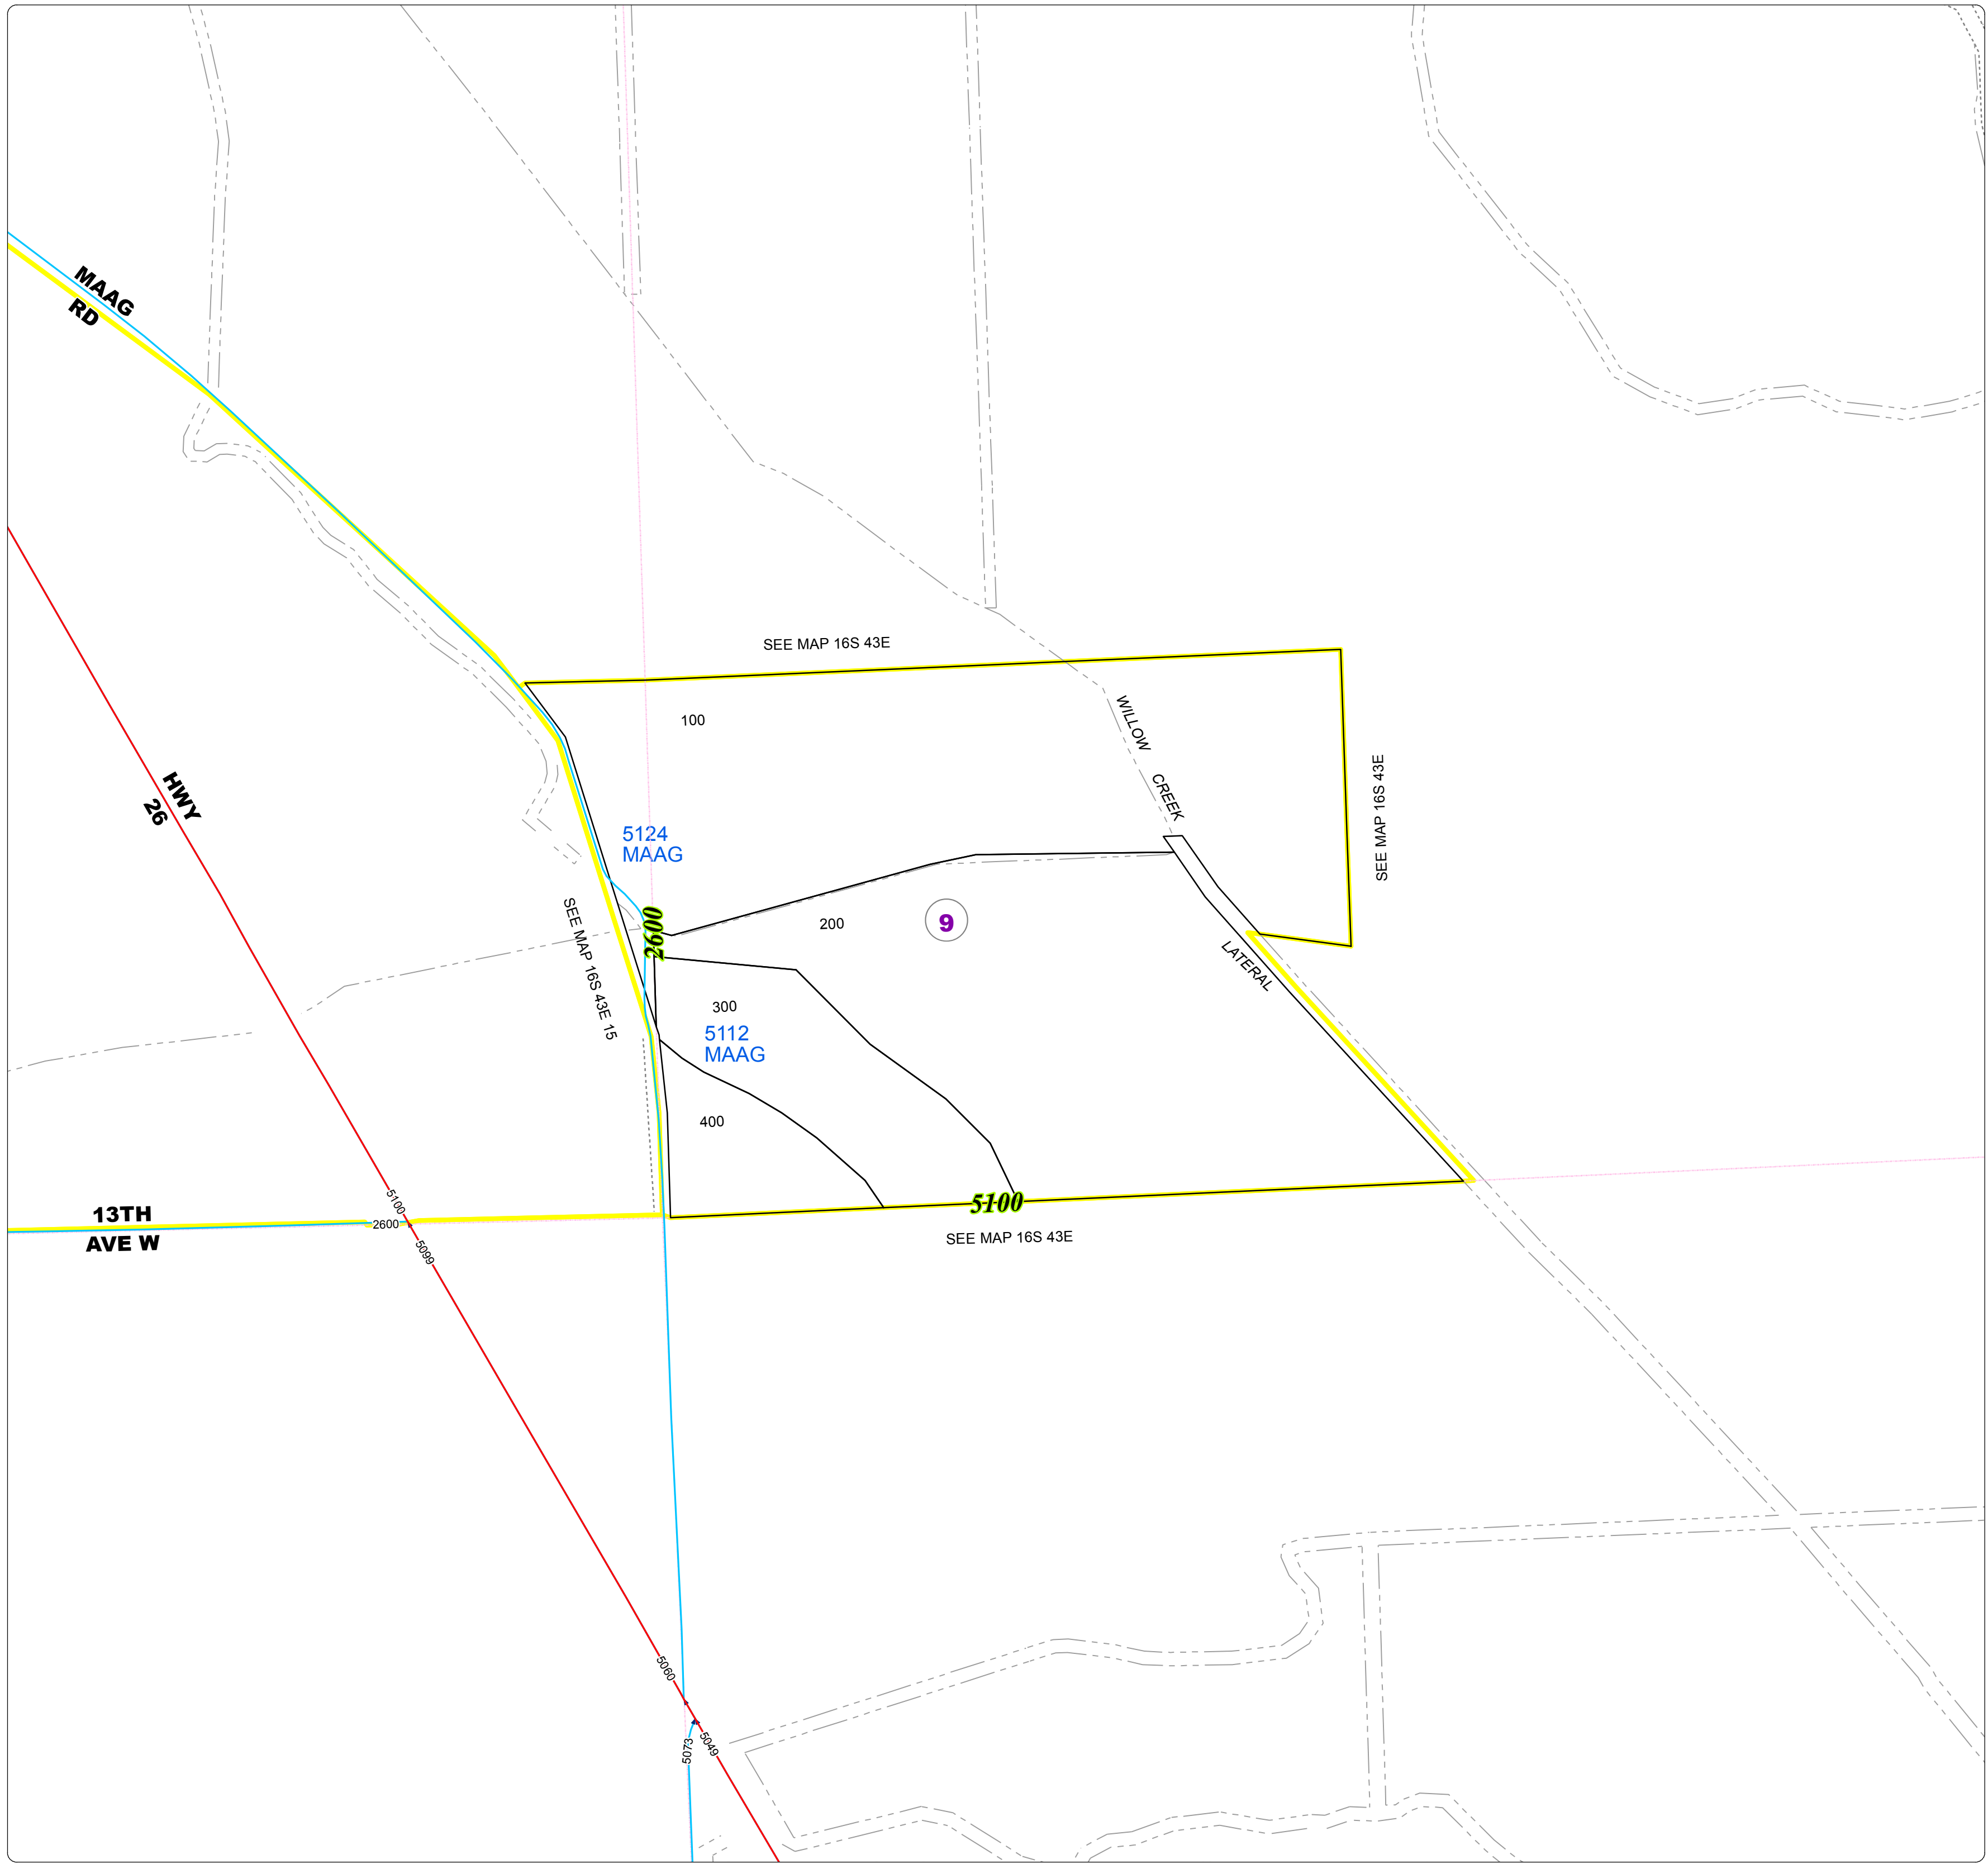 MAAG
RD
SEE MAP 16S 43E
100
WILLOW
CREEK
SEE MAP 16S 43E
HWY
26
5124
MAAG
2600
200
9
SEE MAP 16S 43E 15
LATERAL
300
5112
MAAG
400
5100
13TH
AVE W
2600
5100
5099
SEE MAP 16S 43E
5060
5049
5073